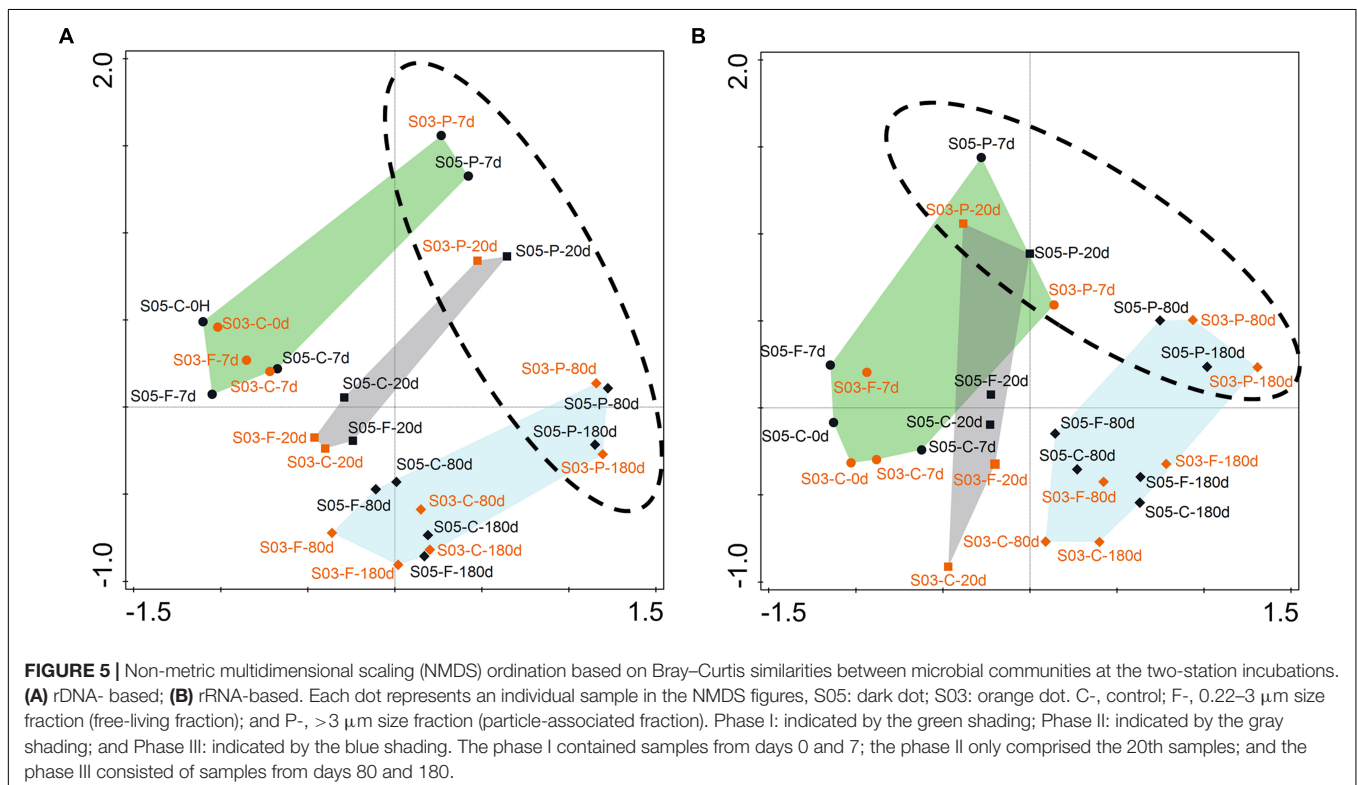 A
2.0
-1.0
-1.5
1.5
S03-P-7d
S05-P-7d
S03-P-20d
S05-P-20d
S05-C-0H
S03-C-0d
S03-F-7d
S05-C-7d
S03-C-7d
S05-F-7d
S05-C-20d
S03-P-80d
S05-P-80d
S03-F-20d
S05-F-20d
S03-C-20d
S05-P-180d
S03-P-180d
S05-C-80d
S05-F-80d
S03-C-80d
S03-F-80d
S05-C-180d
S03-C-180d
S03-F-180d
S05-F-180d
B
2.0
-1.0
-1.5
1.5
S05-P-7d
S03-P-20d
S05-P-20d
S03-P-7d
S05-P-80d
S03-P-80d
S05-F-7d
S03-F-7d
S05-P-180d
S03-P-180d
S05-F-20d
S05-C-0d
S05-C-20d
S05-C-7d
S05-F-80d
S03-C-0d
S03-C-7d
S03-F-20d
S05-C-80d
S03-F-180d
S03-F-80d
S05-F-180d
S05-C-180d
S03-C-80d
S03-C-180d
S03-C-20d
FIGURE 5 | Non-metric multidimensional scaling (NMDS) ordination based on Bray–Curtis similarities between microbial communities at the two-station incubations.
(A) rDNA- based; (B) rRNA-based. Each dot represents an individual sample in the NMDS figures, S05: dark dot; S03: orange dot. C-, control; F-, 0.22–3 μm size
fraction (free-living fraction); and P-, >3 μm size fraction (particle-associated fraction). Phase I: indicated by the green shading; Phase II: indicated by the gray
shading; and Phase III: indicated by the blue shading. The phase I contained samples from days 0 and 7; the phase II only comprised the 20th samples; and the
phase III consisted of samples from days 80 and 180.